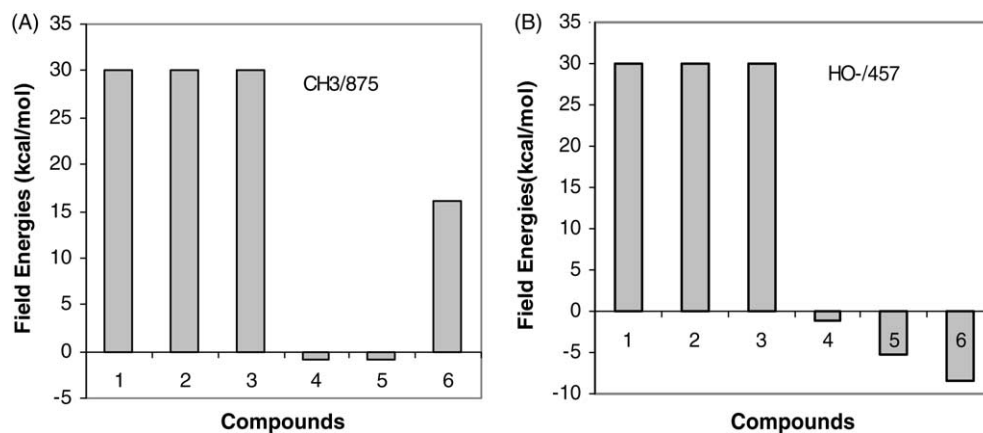 (A)
35
30
25
20
15
10
5
0
-5
Field Energies (kcal/mol)
CH3/875
1 2 3 4 5 6
Compounds
(B)
35
30
25
20
15
10
5
0
-5
-10
Field Energies(kcal/mol)
HO-/457
1 2 3 4 5 6
Compounds